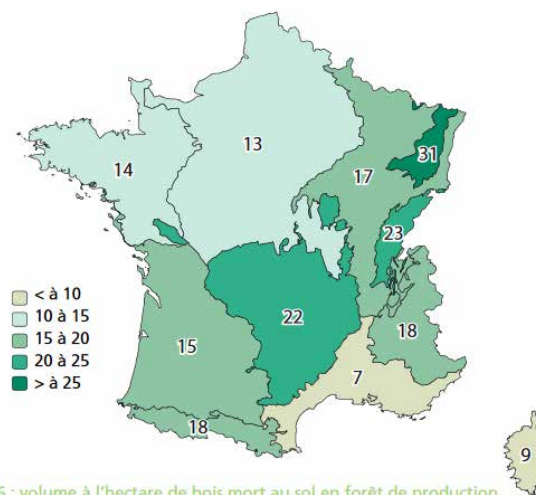 13
14
31
17
23
< à 10
10 à 15
15 à 20
20 à 25
> à 25
22
15
18
7
18
9
6 : volume à l'hectare de bois mort au sol en forêt de production